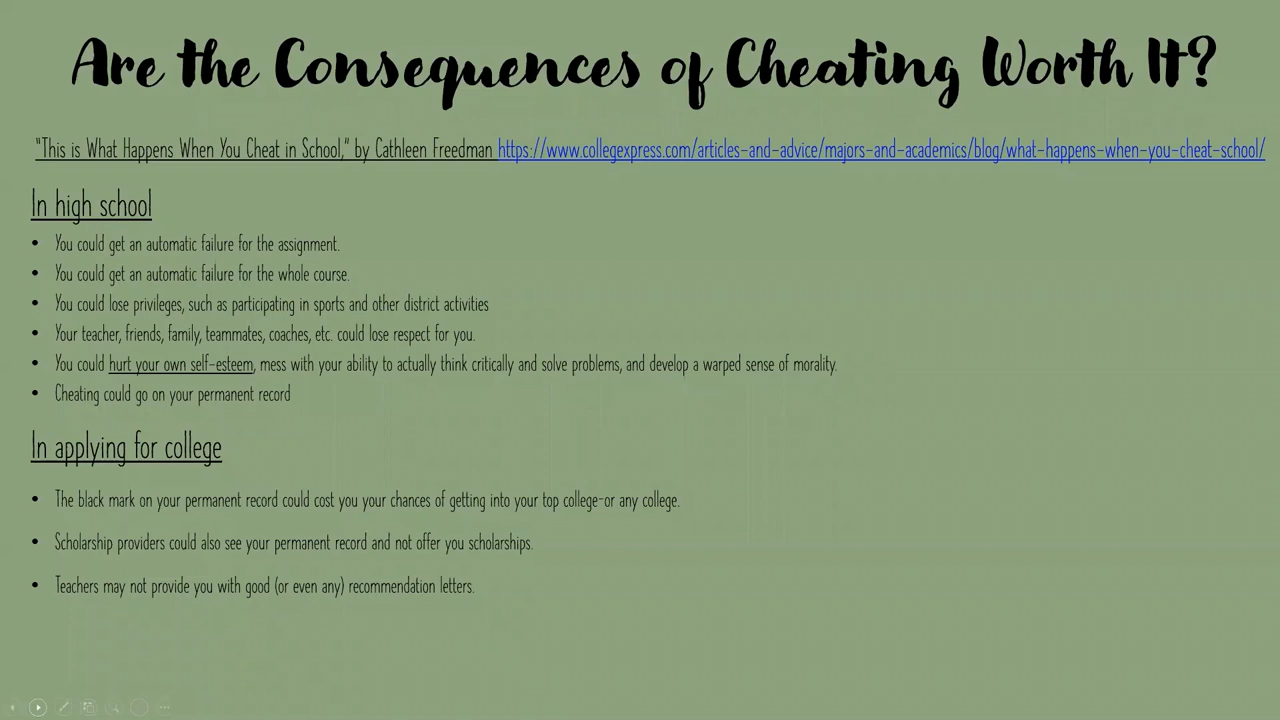 Are the Consequences of Cheating Worth It?
"This is What Happens When You Cheat in School," by Cathleen Freedman https://www.collegexpress.com/articles-and-advice/majors-and-academics/blog/what-happens-when-you-cheat-school/
In high school
• You could get an automatic failure for the assignment.
• You could get an automatic failure for the whole course.
• You could lose privileges, such as participating in sports and other district activities
• Your teacher, friends, family, teammates, coaches, etc. could lose respect for you.
• You could hurt your own self-esteem, mess with your ability to actually think critically and solve problems, and develop a warped sense of morality.
• Cheating could go on your permanent record
In applying for college
• The black mark on your permanent record could cost you your chances of getting into your top college-or any college.
• Scholarship providers could also see your permanent record and not offer you scholarships.
• Teachers may not provide you with good (or even any) recommendation letters.